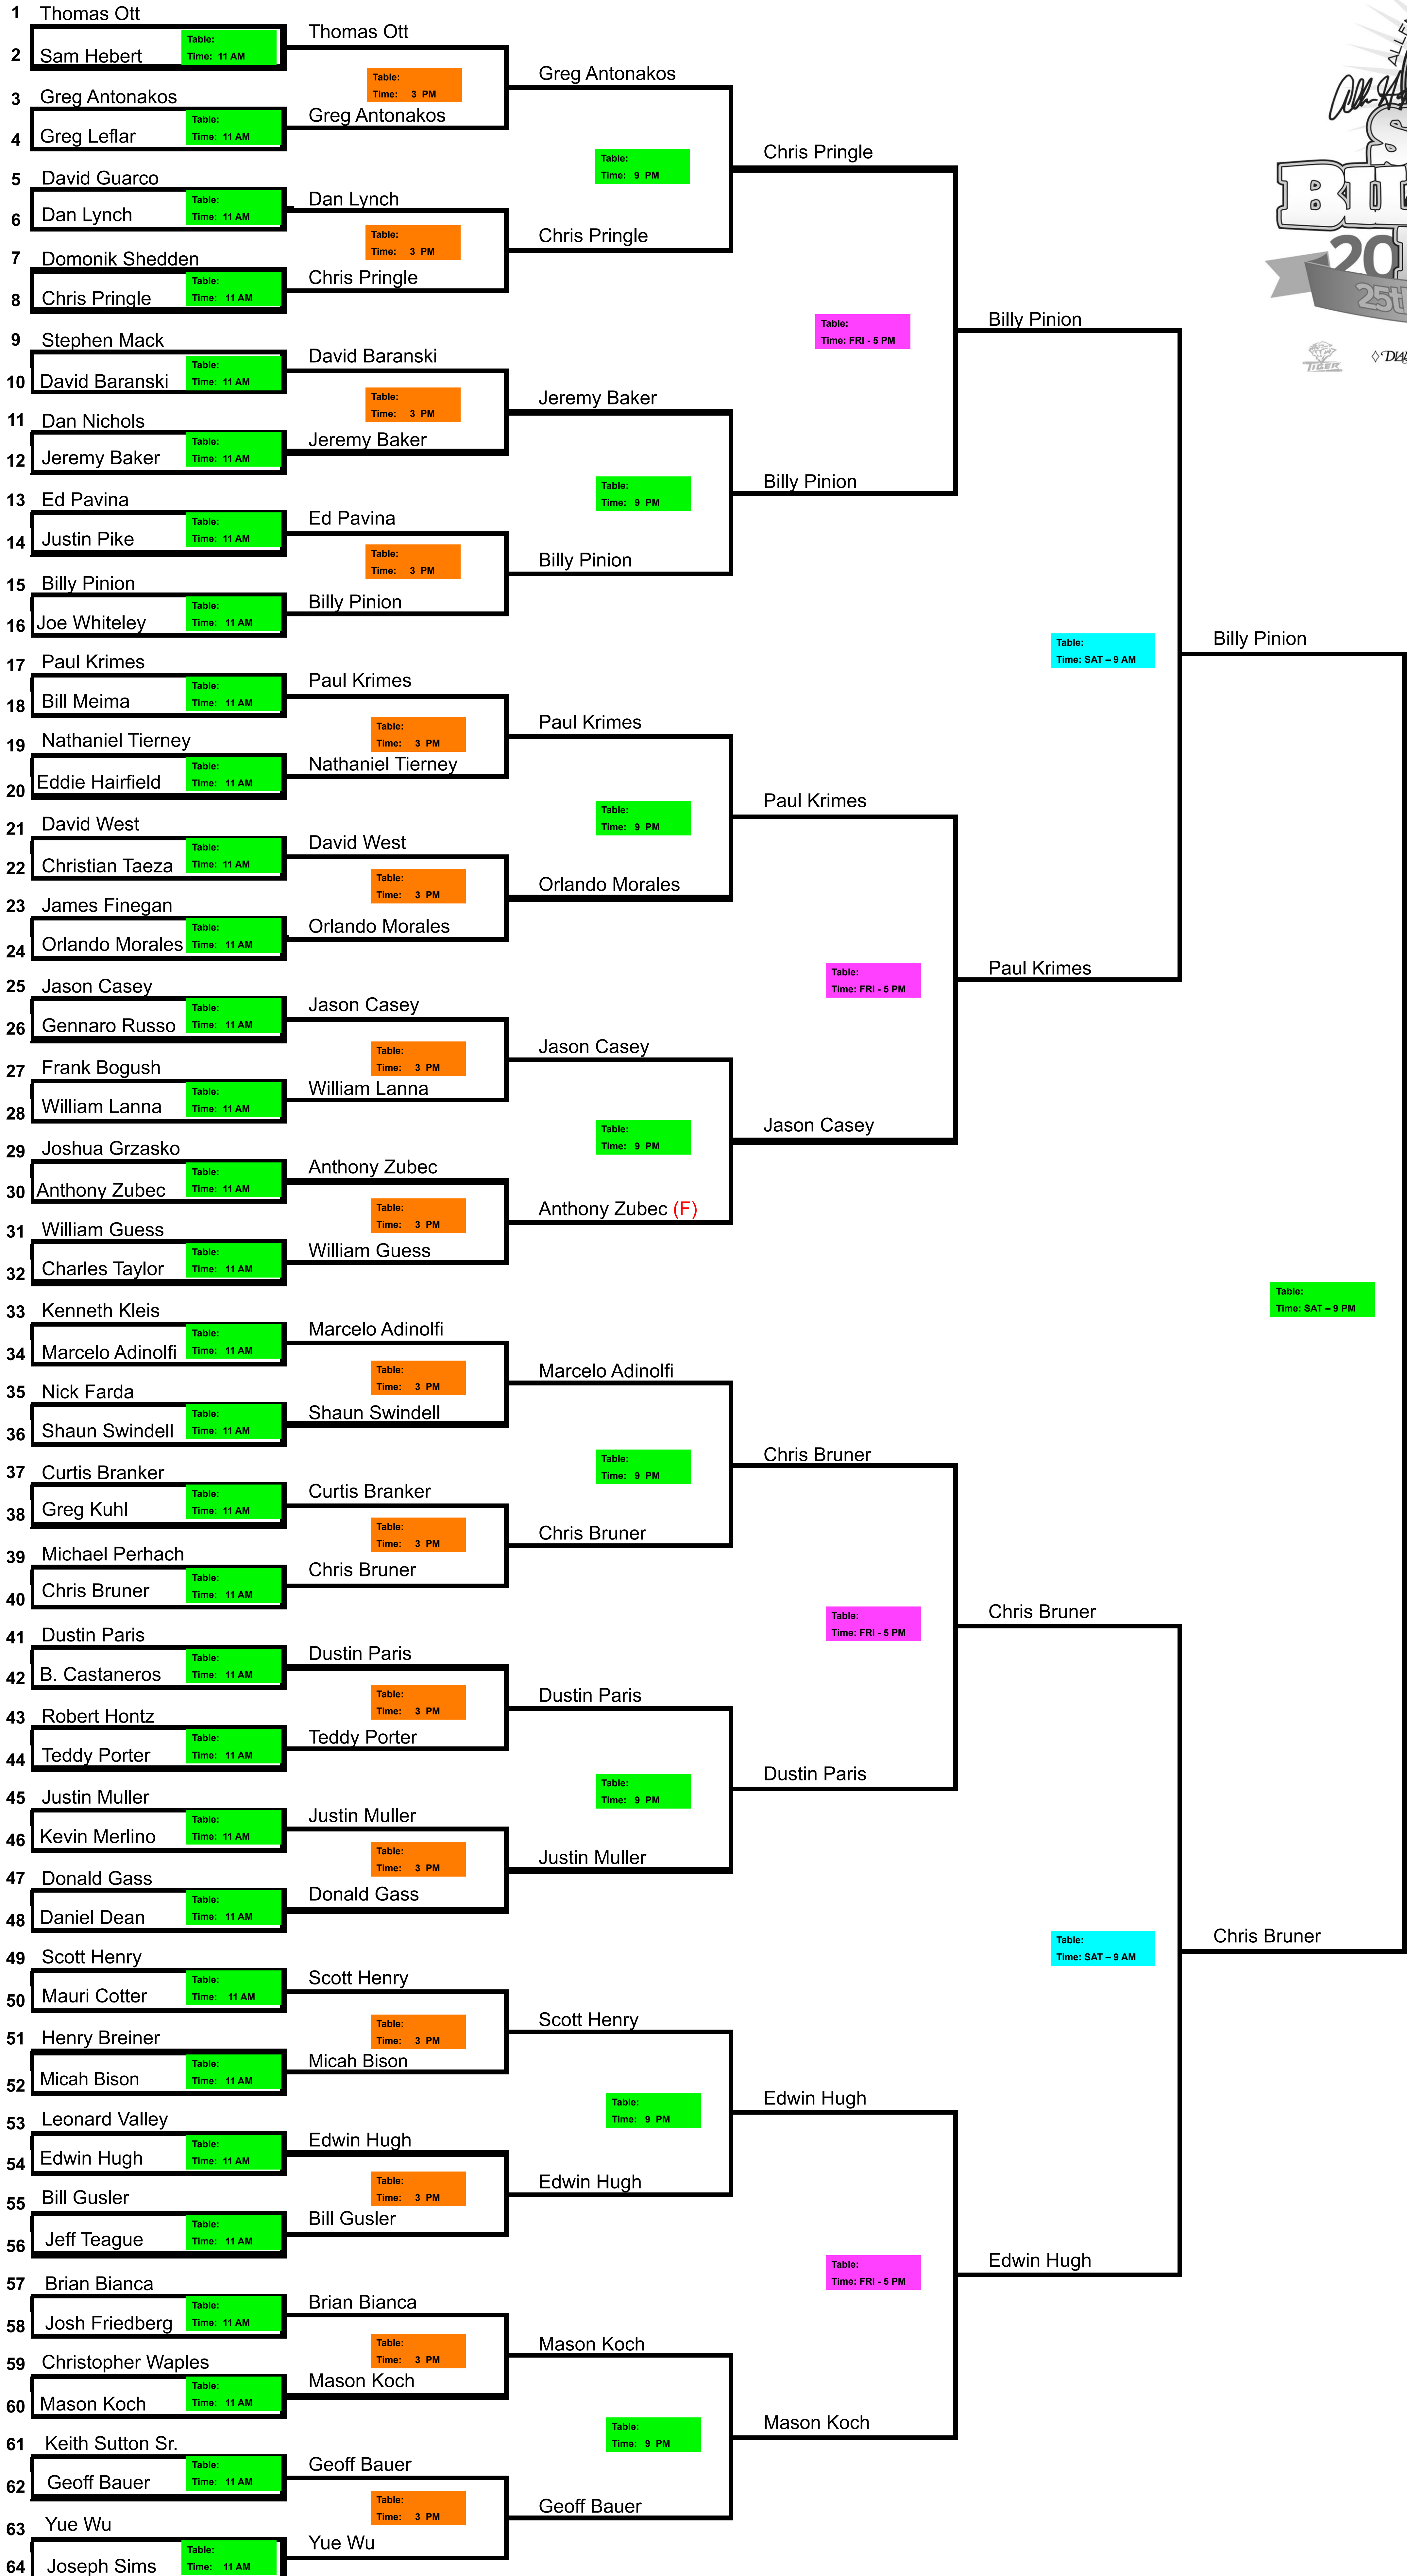 1 Thomas Ott
Table:
2 Sam Hebert
Time: 11 AM
3 Greg Antonakos
Table:
4 Greg Leflar
Time: 11 AM
5 David Guarco
Table:
6 Dan Lynch
Time: 11 AM
7 Domonik Shedden
Table:
8 Chris Pringle
Time: 11 AM
9 Stephen Mack
Table:
10 David Baranski
Time: 11 AM
11 Dan Nichols
Table:
12 Jeremy Baker
Time: 11 AM
13 Ed Pavina
Table:
14 Justin Pike
Time: 11 AM
15 Billy Pinion
Table:
16 Joe Whiteley
Time: 11 AM
17 Paul Krimes
Table:
18 Bill Meima
Time: 11 AM
19 Nathaniel Tierney
Table:
20 Eddie Hairfield
Time: 11 AM
21 David West
Table:
22 Christian Taeza
Time: 11 AM
23 James Finegan
Table:
24 Orlando Morales
Time: 11 AM
25 Jason Casey
Table:
26 Gennaro Russo
Time: 11 AM
27 Frank Bogush
Table:
28 William Lanna
Time: 11 AM
29 Joshua Grzasko
Table:
30 Anthony Zubec
Time: 11 AM
31 William Guess
Table:
32 Charles Taylor
Time: 11 AM
33 Kenneth Kleis
Table:
34 Marcelo Adinolfi
Time: 11 AM
35 Nick Farda
Table:
36 Shaun Swindell
Time: 11 AM
37 Curtis Branker
Table:
38 Greg Kuhl
Time: 11 AM
39 Michael Perhach
Table:
40 Chris Bruner
Time: 11 AM
41 Dustin Paris
Table:
42 B. Castaneros
Time: 11 AM
43 Robert Hontz
Table:
44 Teddy Porter
Time: 11 AM
45 Justin Muller
Table:
46 Kevin Merlino
Time: 11 AM
47 Donald Gass
Table:
48 Daniel Dean
Time: 11 AM
49 Scott Henry
Table:
50 Mauri Cotter
Time: 11 AM
51 Henry Breiner
Table:
52 Micah Bison
Time: 11 AM
53 Leonard Valley
Table:
54 Edwin Hugh
Time: 11 AM
55 Bill Gusler
Table:
56 Jeff Teague
Time: 11 AM
57 Brian Bianca
Table:
58 Josh Friedberg
Time: 11 AM
59 Christopher Waples
Table:
60 Mason Koch
Time: 11 AM
61 Keith Sutton Sr.
Table:
62 Geoff Bauer
Time: 11 AM
63 Yue Wu
Table:
64 Joseph Sims
Time: 11 AM
Thomas Ott
Table:
Time: 3 PM
Greg Antonakos
Dan Lynch
Table:
Time: 3 PM
Chris Pringle
David Baranski
Table:
Time: 3 PM
Jeremy Baker
Ed Pavina
Table:
Time: 3 PM
Billy Pinion
Paul Krimes
Table:
Time: 3 PM
Nathaniel Tierney
David West
Table:
Time: 3 PM
Orlando Morales
Jason Casey
Table:
Time: 3 PM
William Lanna
Anthony Zubec
Table:
Time: 3 PM
William Guess
Marcelo Adinolfi
Table:
Time: 3 PM
Shaun Swindell
Curtis Branker
Table:
Time: 3 PM
Chris Bruner
Dustin Paris
Table:
Time: 3 PM
Teddy Porter
Justin Muller
Table:
Time: 3 PM
Donald Gass
Scott Henry
Table:
Time: 3 PM
Micah Bison
Edwin Hugh
Table:
Time: 3 PM
Bill Gusler
Brian Bianca
Table:
Time: 3 PM
Mason Koch
Geoff Bauer
Table:
Time: 3 PM
Yue Wu
Greg Antonakos
Table:
Time: 9 PM
Chris Pringle
Jeremy Baker
Table:
Time: 9 PM
Billy Pinion
Paul Krimes
Table:
Time: 9 PM
Orlando Morales
Jason Casey
Table:
Time: 9 PM
Anthony Zubec (F)
Marcelo Adinolfi
Table:
Time: 9 PM
Chris Bruner
Dustin Paris
Table:
Time: 9 PM
Justin Muller
Scott Henry
Table:
Time: 9 PM
Edwin Hugh
Mason Koch
Table:
Time: 9 PM
Geoff Bauer
Chris Pringle
Table:
Time: FRI - 5 PM
Billy Pinion
Paul Krimes
Table:
Time: FRI - 5 PM
Jason Casey
Chris Bruner
Table:
Time: FRI - 5 PM
Dustin Paris
Edwin Hugh
Table:
Time: FRI - 5 PM
Mason Koch
Billy Pinion
Table:
Time: SAT – 9 AM
Paul Krimes
Chris Bruner
Table:
Time: SAT – 9 AM
Edwin Hugh
Billy Pinion
Table:
Time: SAT – 9 PM
Chris Bruner
20
25th
TIGER